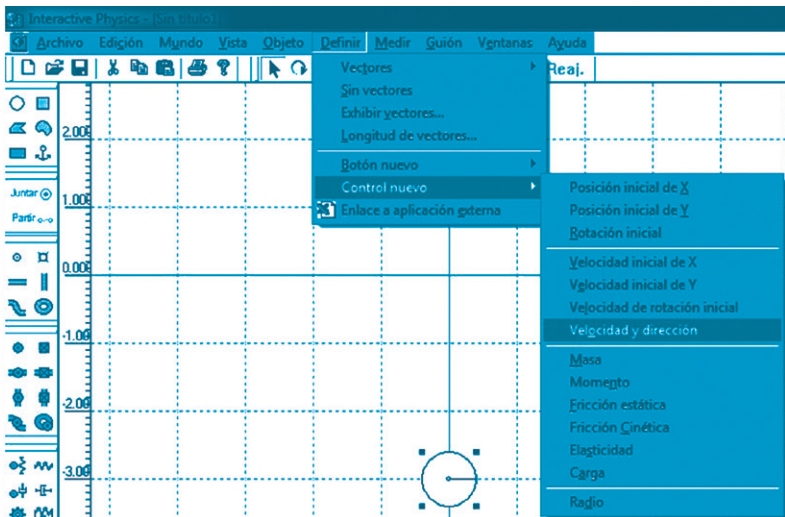 Interactive Physics - [Sin título1]
Archivo Edición Mundo Vista Objeto Definir Medir Guión Ventanas Ayuda
Reaj.
Vectores
Sin vectores
Exhibir vectores...
Longitud de vectores...
Botón nuevo
Control nuevo
Enlace a aplicación externa
Posición inicial de X
Posición inicial de Y
Rotación inicial
Velocidad inicial de X
Velocidad inicial de Y
Velocidad de rotación inicial
Velocidad y dirección
Masa
Momento
Fricción estática
Fricción Cinética
Elasticidad
Carga
Radio
Juntar
Partir
2.000
1.000
0.000
-1.00
-2.00
-3.00